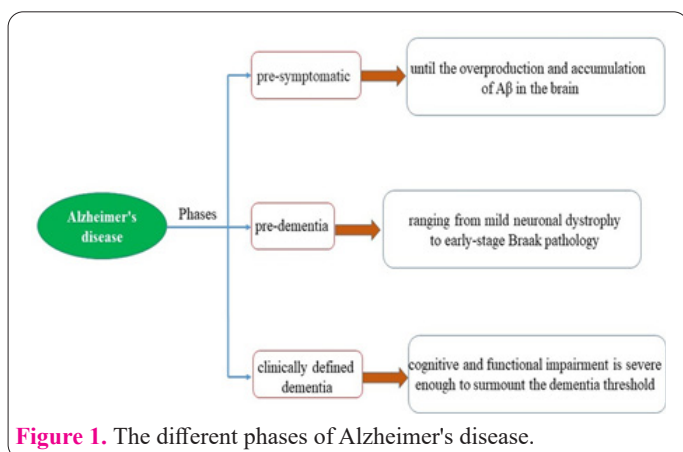 pre-symptomatic
until the overproduction and accumulation
of Aβ in the brain
Alzheimer's
disease
Phases
pre-dementia
ranging from mild neuronal dystrophy
to early-stage Braak pathology
clinically defined
dementia
cognitive and functional impairment is severe
enough to surmount the dementia threshold
Figure 1. The different phases of Alzheimer's disease.